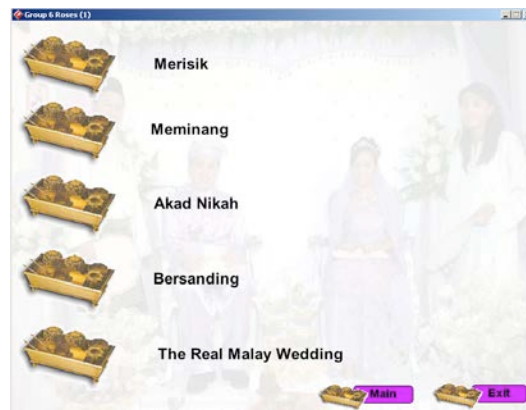 Group 6 Roses (1)
Merisik
Meminang
Akad Nikah
Bersanding
The Real Malay Wedding
Main
Exit